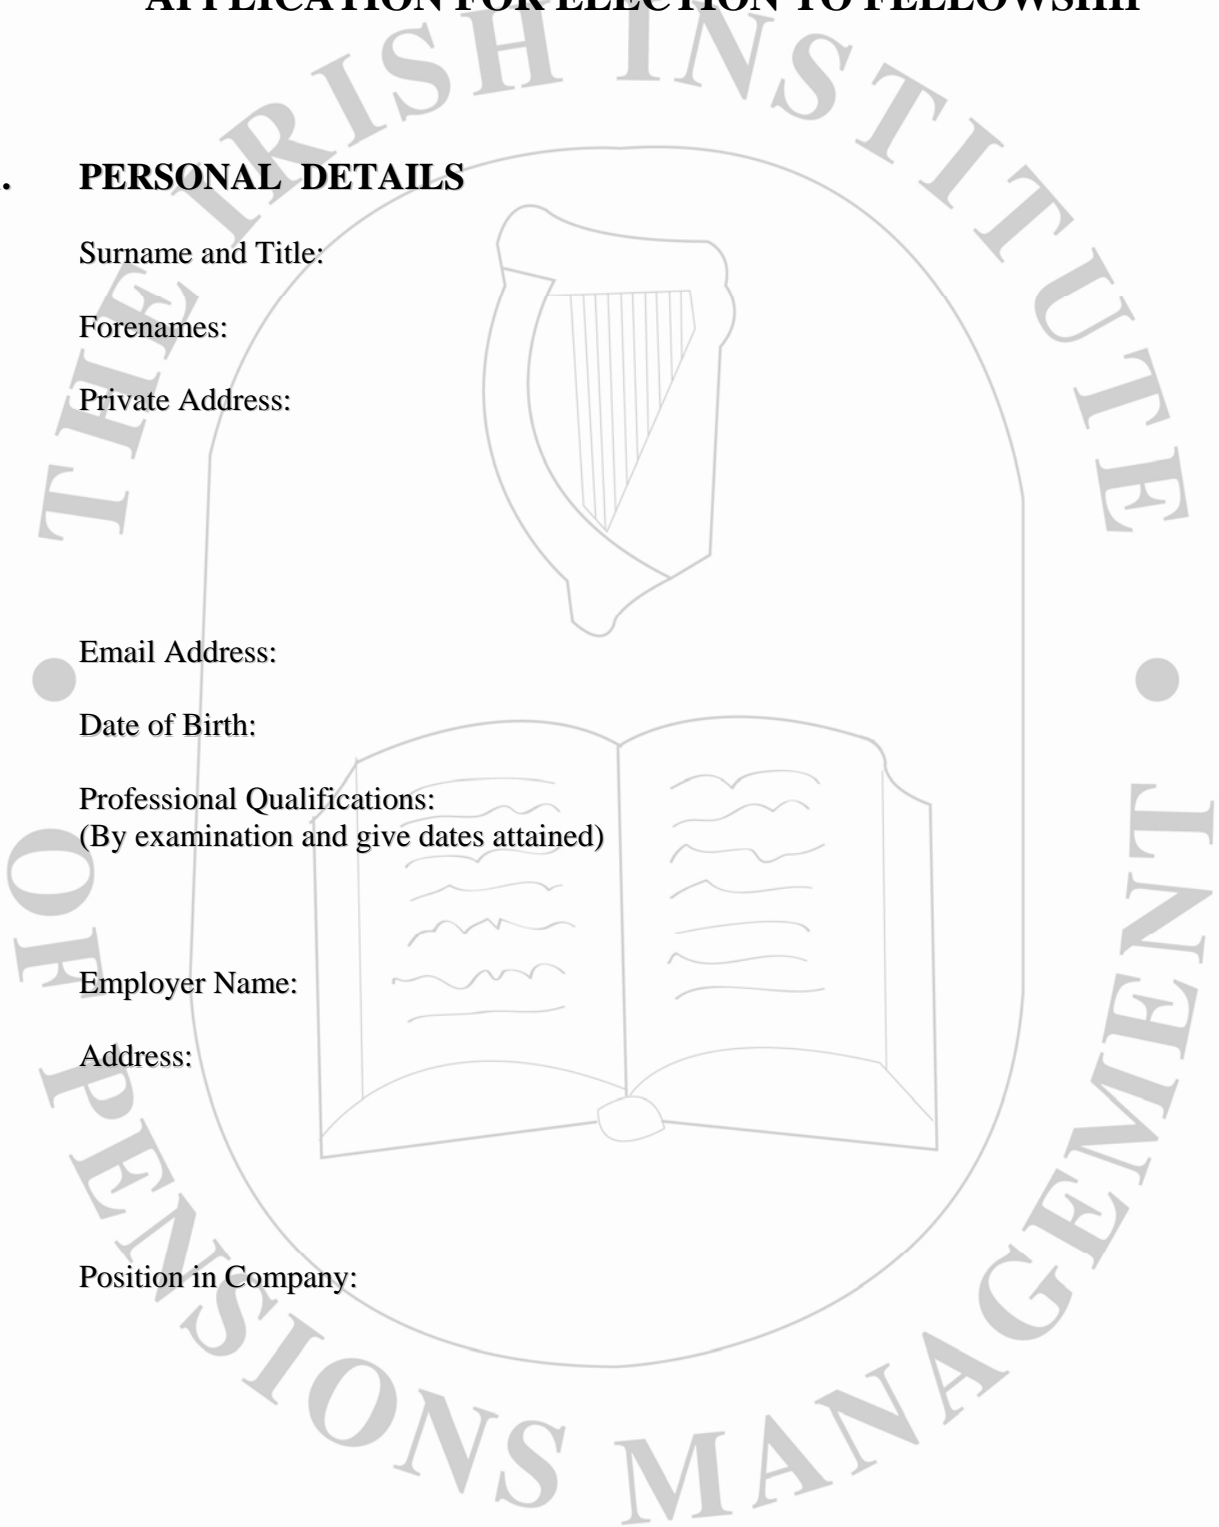 APPLICATION FOR ELECTION TO FELLOWSHIP
PERSONAL DETAILS
Surname and Title:
Forenames:
Private Address:
Email Address:
Date of Birth:
Professional Qualifications:
(By examination and give dates attained)
Employer Name:
Address:
Position in Company:
THE IRISH INSTITUTE
OF PENSIONS MANAGEMENT